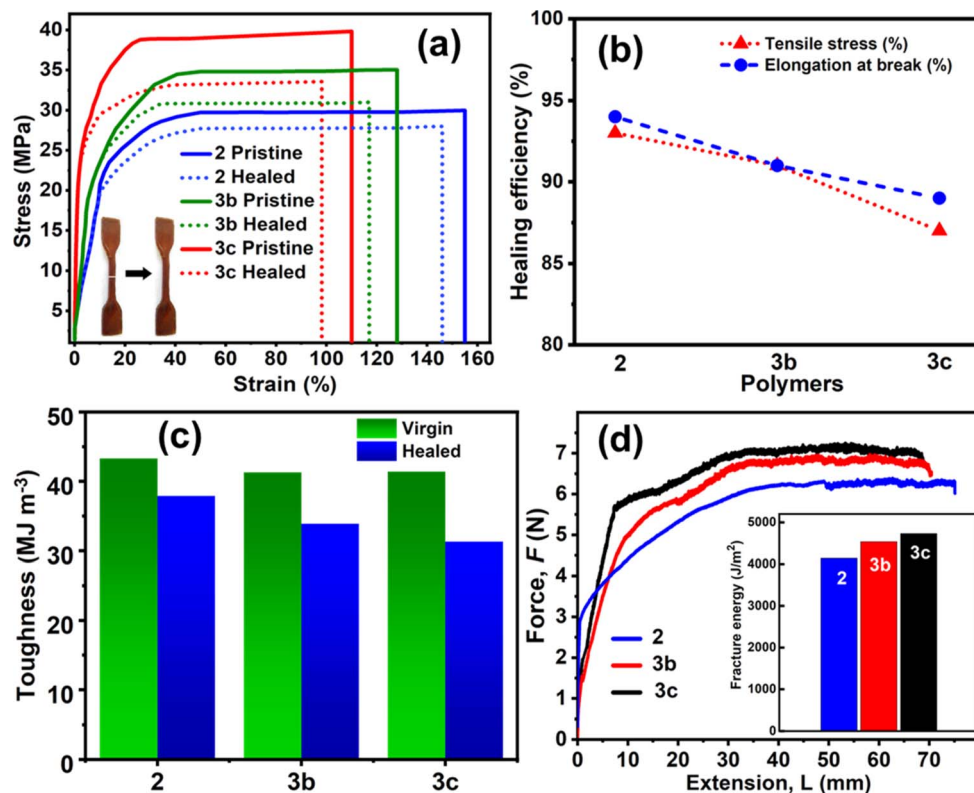 (a)
Stress (MPa)
40
35
30
25
20
15
10
5
2 Pristine
2 Healed
3b Pristine
3b Healed
3c Pristine
3c Healed
0 20 40 60 80 100 120 140 160
Strain (%)
(b)
Healing efficiency (%)
100
95
90
85
80
Tensile stress (%)
Elongation at break (%)
2 3b 3c
Polymers
(c)
Toughness (MJ m⁻³)
50
40
30
20
10
0
Virgin
Healed
2 3b 3c
(d)
Force, F (N)
7
6
5
4
3
2
1
0
2
3b
3c
0 10 20 30 40 50 60 70
Extension, L (mm)
Fracture energy (J/m²)
5000
4000
3000
2000
1000
0
2
3b
3c